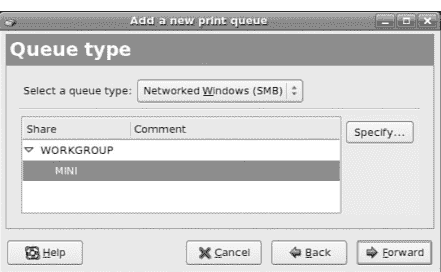 Add a new print queue
Queue type
Select a queue type: Networked Windows (SMB)
Share Comment
Specify...
WORKGROUP
MINI
Help Cancel Back Forward